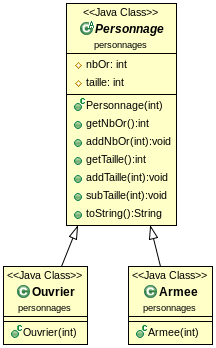 <<Java Class>>
Personnage
personnages
nbOr: int
taille: int
Personnage(int)
getNbOr():int
addNbOr(int):void
getTaille():int
addTaille(int):void
subTaille(int):void
toString():String
<<Java Class>>
Ouvrier
personnages
Ouvrier(int)
<<Java Class>>
Armee
personnages
Armee(int)